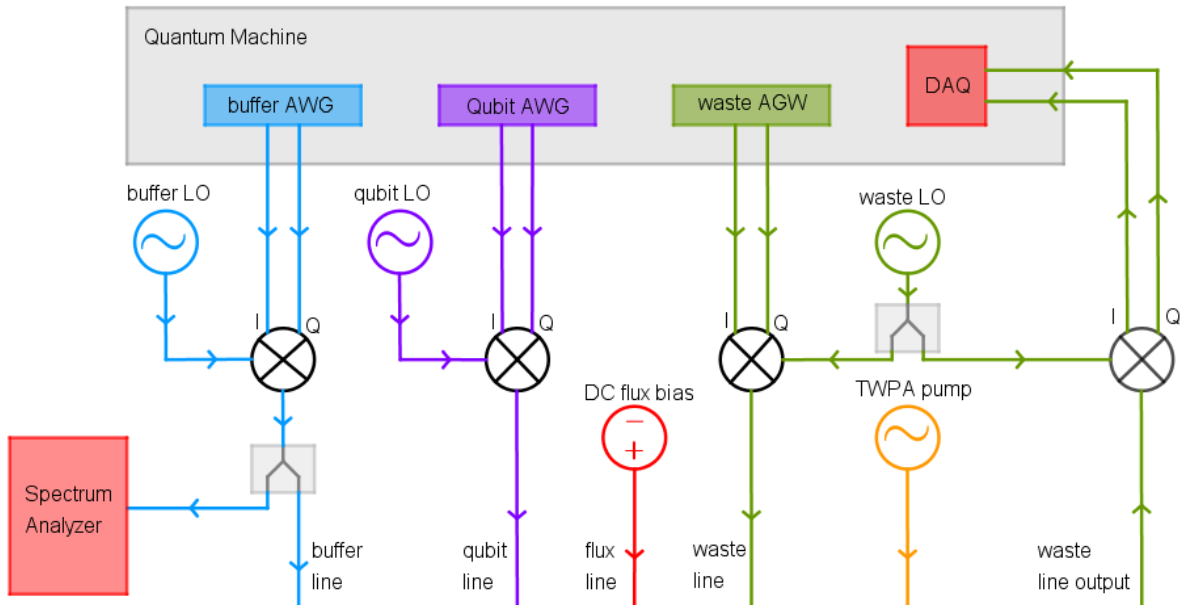 Quantum Machine
DAQ
buffer AWG
Qubit AWG
waste AGW
buffer LO
qubit LO
waste LO
I
Q
I
Q
I
Q
I
Q
DC flux bias
TWPA pump
Spectrum
Analyzer
buffer
line
qubit
line
flux
line
waste
line
waste
line output